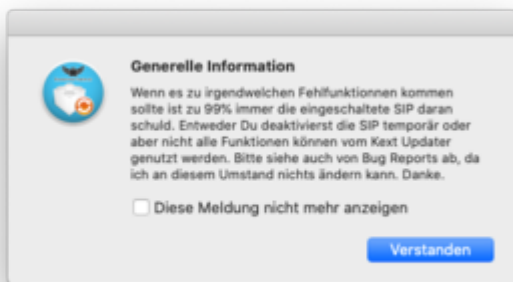 Generelle Information
Wenn es zu irgendwelchen Fehlfunktionnen kommen
sollte ist zu 99% immer die eingeschaltete SIP daran
schuld. Entweder Du deaktivierst die SIP temporär oder
aber nicht alle Funktionen können vom Kext Updater
genutzt werden. Bitte siehe auch von Bug Reports ab, da
ich an diesem Umstand nichts ändern kann. Danke.
Diese Meldung nicht mehr anzeigen
Verstanden